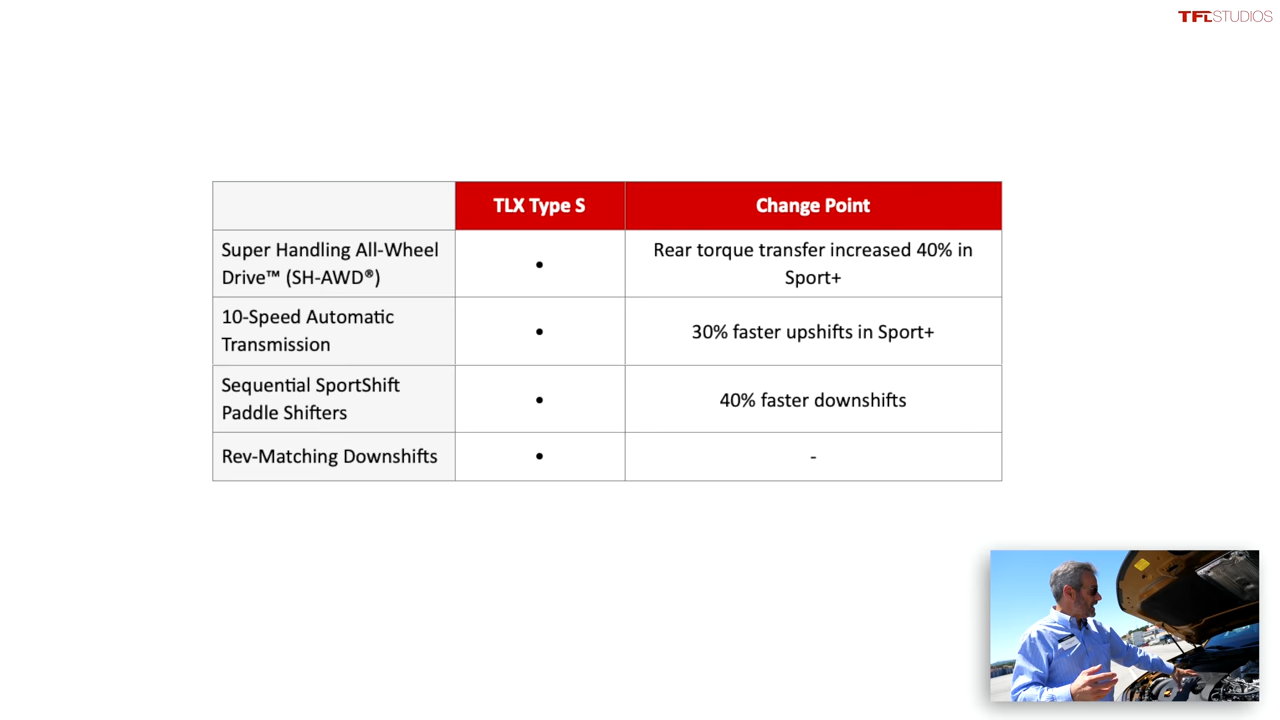 TFLSTUDIOS
TLX Type S
Change Point
Super Handling All-Wheel
Drive™ (SH-AWD®)
•
Rear torque transfer increased 40% in
Sport+
10-Speed Automatic
Transmission
•
30% faster upshifts in Sport+
Sequential SportShift
Paddle Shifters
•
40% faster downshifts
Rev-Matching Downshifts
•
-